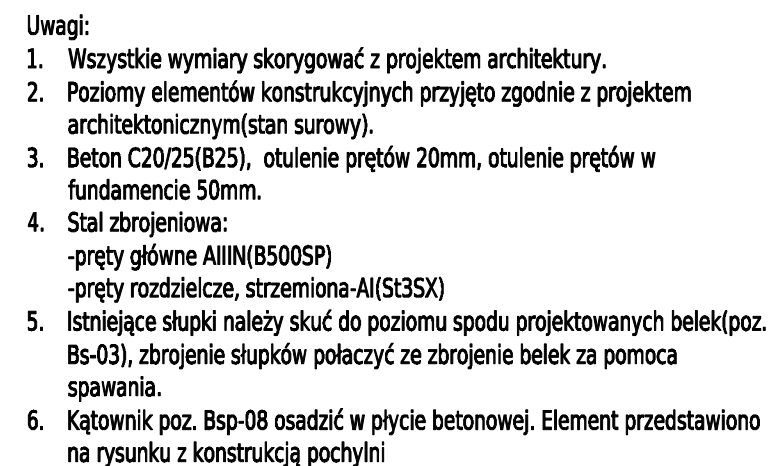 Uwagi:
1. Wszystkie wymiary skorygować z projektem architektury.
2. Poziomy elementów konstrukcyjnych przyjęto zgodnie z projektem
architektonicznym(stan surowy).
3. Beton C20/25(B25), otulenie prętów 20mm, otulenie prętów w
fundamencie 50mm.
4. Stal zbrojeniowa:
-pręty główne AIIIN(B500SP)
-pręty rozdzielcze, strzemiona-AI(St3SX)
5. Istniejące słupki należy skuć do poziomu spodu projektowanych belek(poz.
Bs-03), zbrojenie słupków połaczyć ze zbrojenie belek za pomoca
spawania.
6. Kątownik poz. Bsp-08 osadzić w płycie betonowej. Element przedstawiono
na rysunku z konstrukcją pochylni